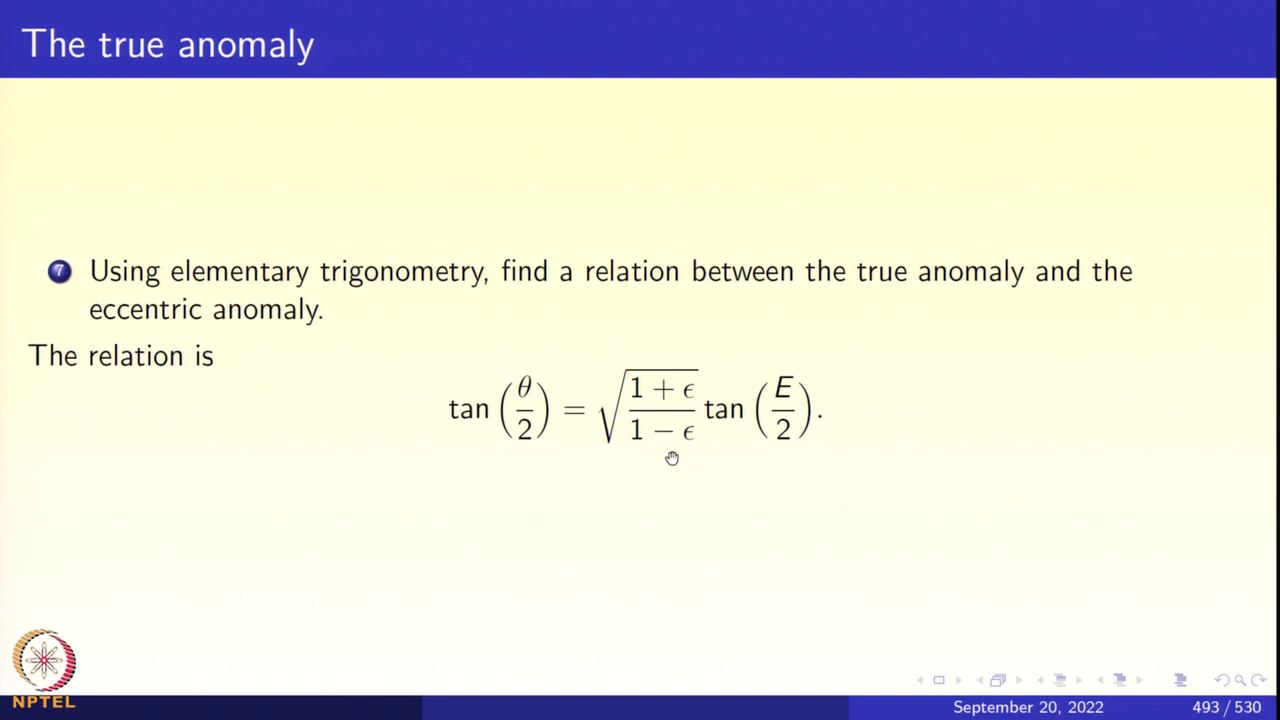 The true anomaly
7 Using elementary trigonometry, find a relation between the true anomaly and the
eccentric anomaly.
The relation is
tan (θ/2) = √((1 + ϵ)/(1 − ϵ)) tan (E/2).
NPTEL
September 20, 2022 493 / 530